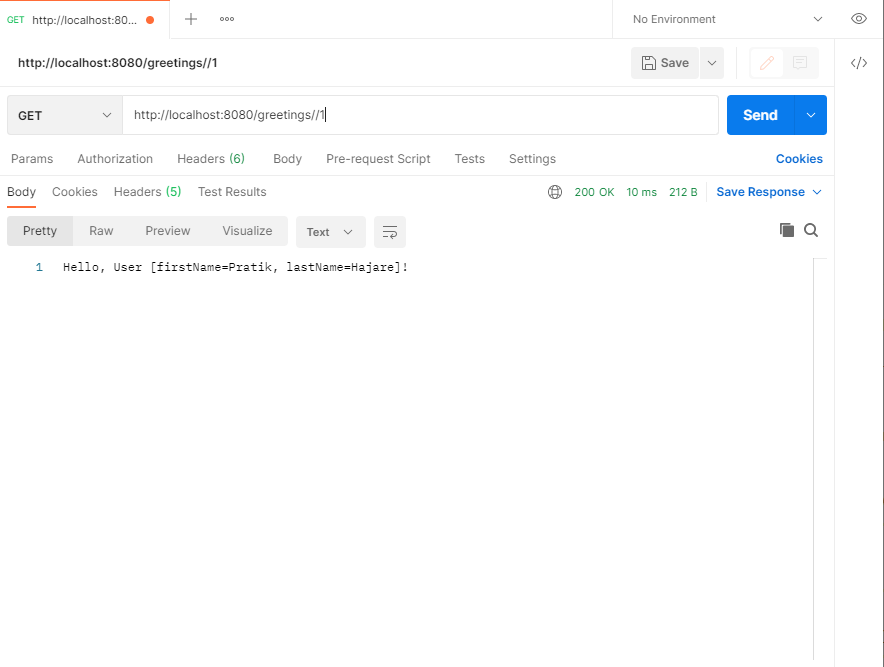 GET http://localhost:80...
No Environment
http://localhost:8080/greetings//1
Save
GET
http://localhost:8080/greetings//1
Send
Params Authorization Headers (6) Body Pre-request Script Tests Settings Cookies
Body Cookies Headers (5) Test Results 200 OK 10 ms 212 B Save Response
Pretty Raw Preview Visualize Text
1 Hello, User [firstName=Pratik, lastName=Hajare]!